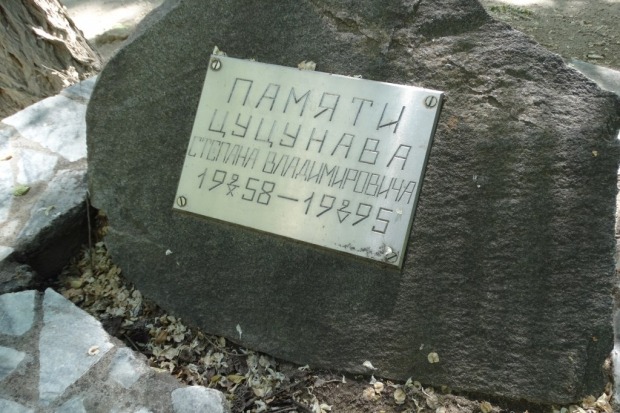 ПАМЯТИ
ЦУЦУНАВА
СТЕПАНА ВЛАДИМИРОВИЧА
1958 — 1995